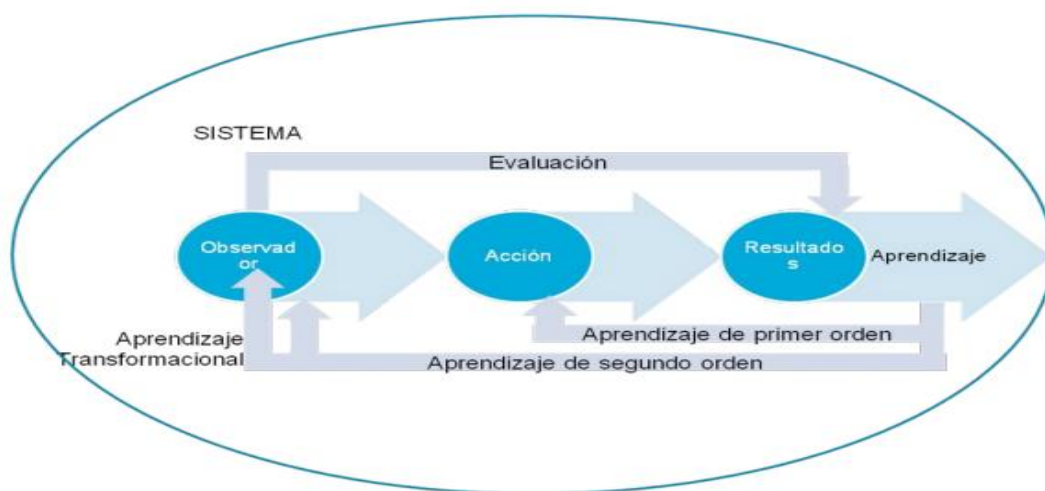 SISTEMA
Evaluación
Observad
or
Acción
Resultado
s
Aprendizaje
Aprendizaje de primer orden
Aprendizaje
Transformacional
Aprendizaje de segundo orden